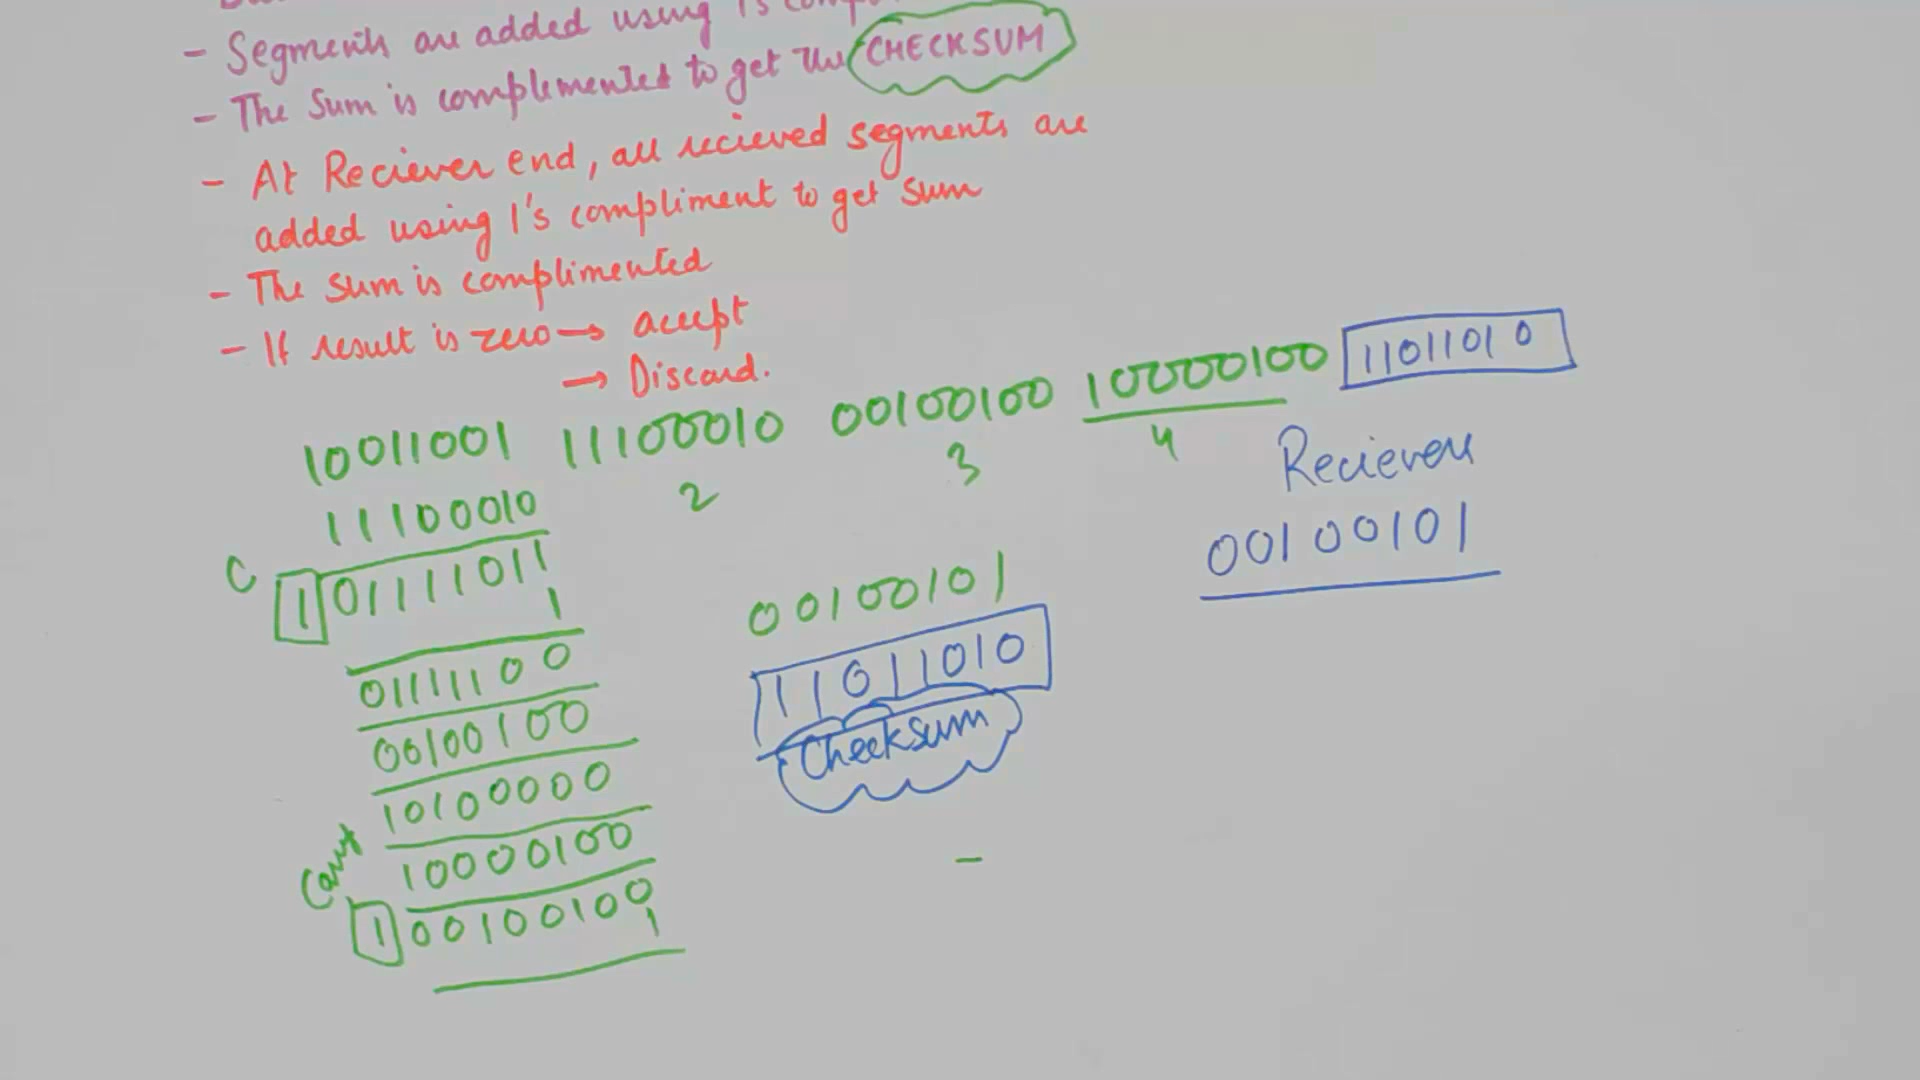 - Segments are added using 1's
- The Sum is complemented to get the CHECKSUM
- At Reciever end, all recieved segments are
added using 1's compliment to get sum
- The sum is complimented
- If result is zero → accept
→ Discard.
10011001 11100010 00100100 100000100 11011010
2 3 4
11100010
C 1 01111011
1
01111100
00100100
10100000
10000100
Carry 1 00100100
1
00100101
11011010
Checksum
-
Reciever
00100101